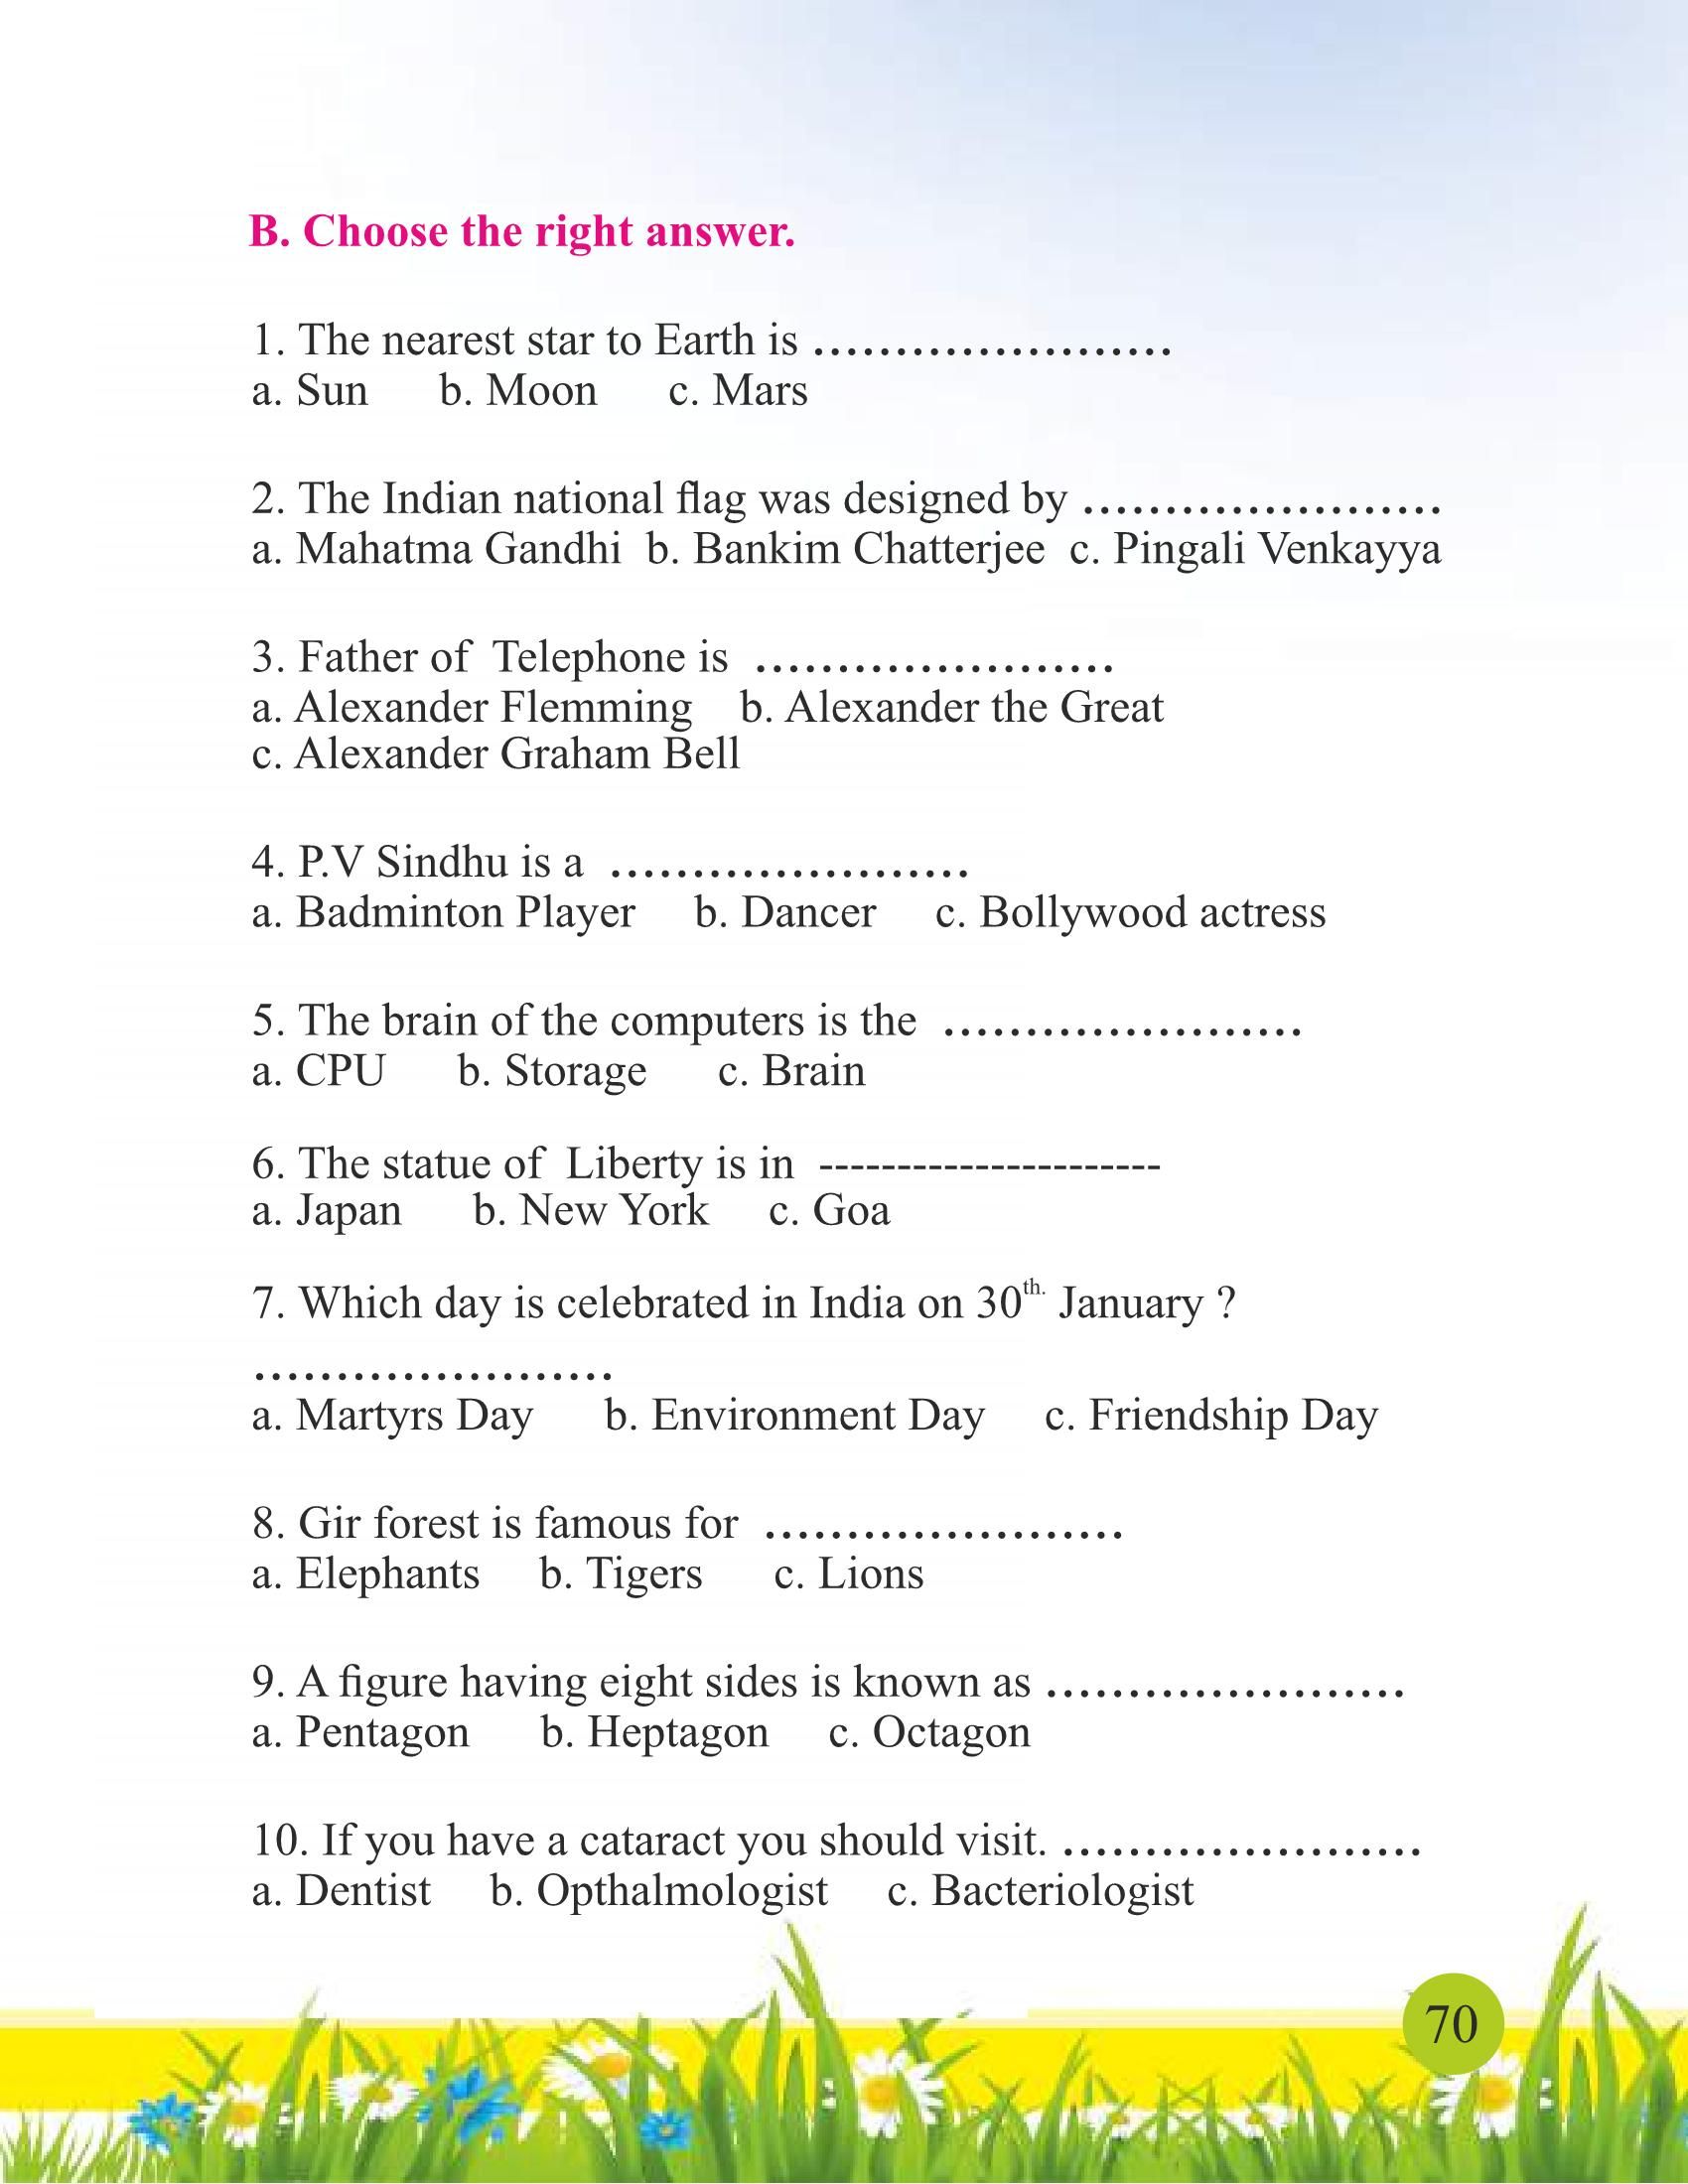 B. Choose the right answer.
1. The nearest star to Earth is ......................
a. Sun b. Moon c. Mars
2. The Indian national flag was designed by ......................
a. Mahatma Gandhi b. Bankim Chatterjee c. Pingali Venkayya
3. Father of Telephone is ......................
a. Alexander Flemming b. Alexander the Great
c. Alexander Graham Bell
4. P.V Sindhu is a ......................
a. Badminton Player b. Dancer c. Bollywood actress
5. The brain of the computers is the ......................
a. CPU b. Storage c. Brain
6. The statue of Liberty is in ----------------------
a. Japan b. New York c. Goa
7. Which day is celebrated in India on 30th. January ?
......................
a. Martyrs Day b. Environment Day c. Friendship Day
8. Gir forest is famous for ......................
a. Elephants b. Tigers c. Lions
9. A figure having eight sides is known as ......................
a. Pentagon b. Heptagon c. Octagon
10. If you have a cataract you should visit. ......................
a. Dentist b. Opthalmologist c. Bacteriologist
70